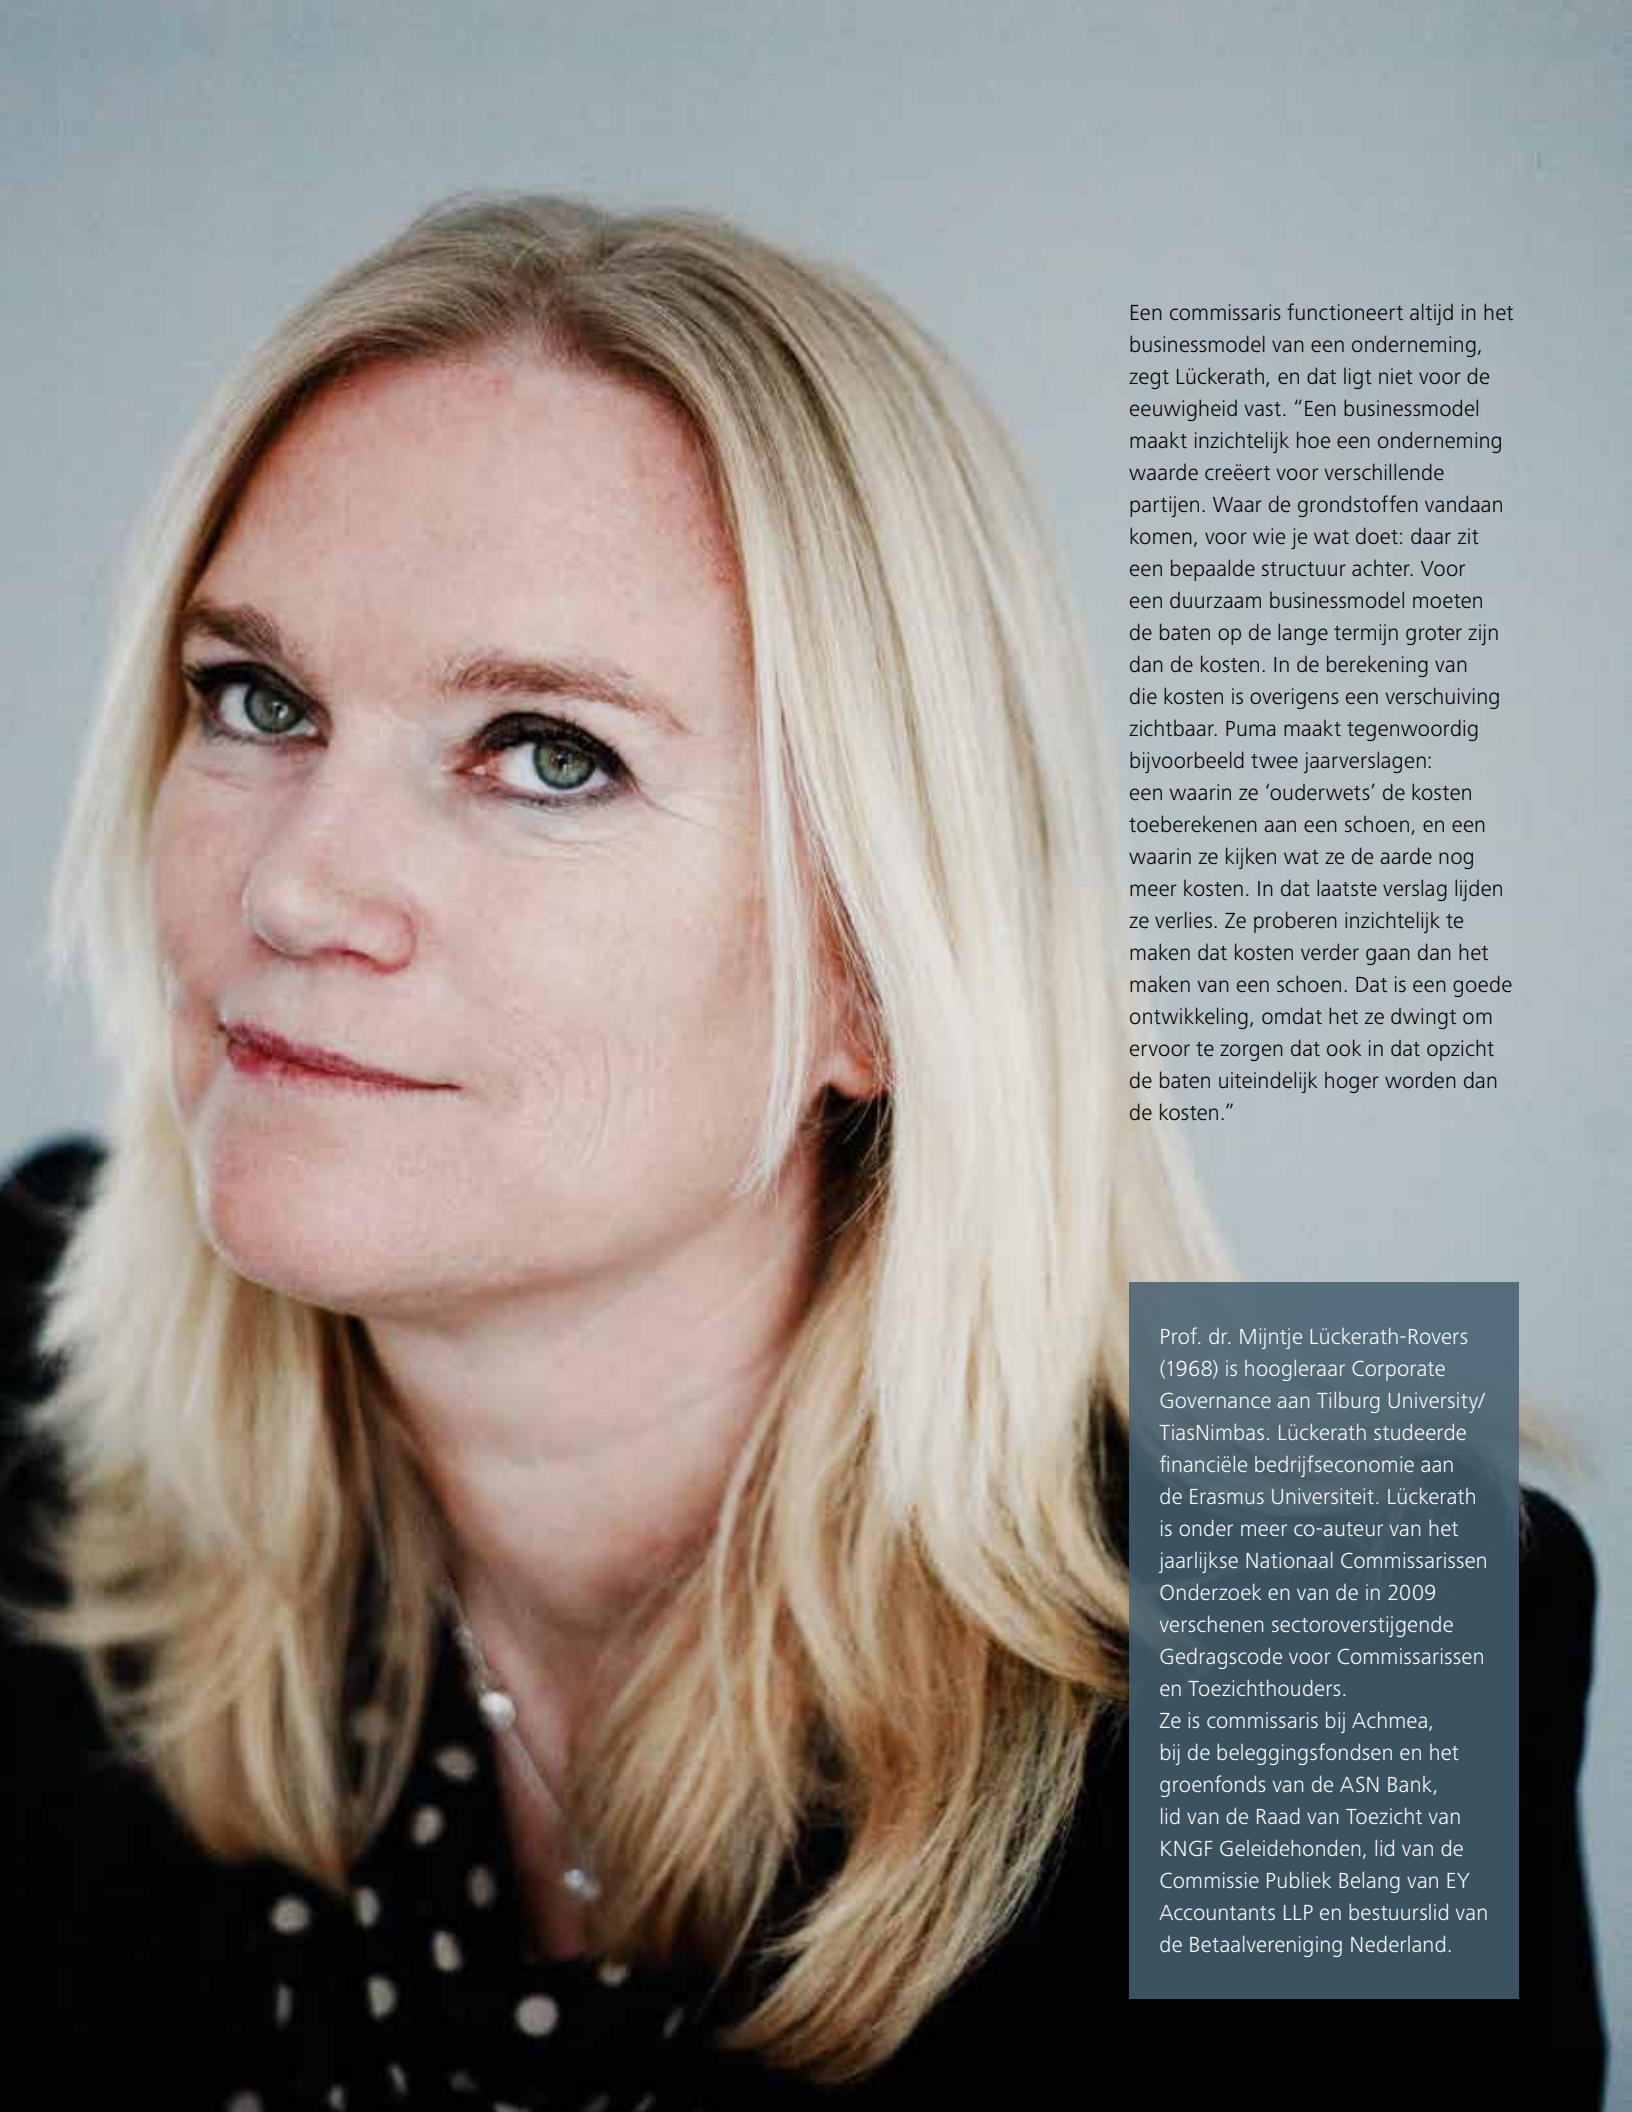 Een commissaris functioneert altijd in het
businessmodel van een onderneming,
zegt Lückerath, en dat ligt niet voor de
eeuwigheid vast. “Een businessmodel
maakt inzichtelijk hoe een onderneming
waarde creëert voor verschillende
partijen. Waar de grondstoffen vandaan
komen, voor wie je wat doet: daar zit
een bepaalde structuur achter. Voor
een duurzaam businessmodel moeten
de baten op de lange termijn groter zijn
dan de kosten. In de berekening van
die kosten is overigens een verschuiving
zichtbaar. Puma maakt tegenwoordig
bijvoorbeeld twee jaarverslagen:
een waarin ze ‘ouderwets’ de kosten
toeberekenen aan een schoen, en een
waarin ze kijken wat ze de aarde nog
meer kosten. In dat laatste verslag lijden
ze verlies. Ze proberen inzichtelijk te
maken dat kosten verder gaan dan het
maken van een schoen. Dat is een goede
ontwikkeling, omdat het ze dwingt om
ervoor te zorgen dat ook in dat opzicht
de baten uiteindelijk hoger worden dan
de kosten.”
Prof. dr. Mijntje Lückerath-Rovers
(1968) is hoogleraar Corporate
Governance aan Tilburg University/
TiasNimbas. Lückerath studeerde
financiële bedrijfseconomie aan
de Erasmus Universiteit. Lückerath
is onder meer co-auteur van het
jaarlijkse Nationaal Commissarissen
Onderzoek en van de in 2009
verschenen sectoroverstijgende
Gedragscode voor Commissarissen
en Toezichthouders.
Ze is commissaris bij Achmea,
bij de beleggingsfondsen en het
groenfonds van de ASN Bank,
lid van de Raad van Toezicht van
KNGF Geleidehonden, lid van de
Commissie Publiek Belang van EY
Accountants LLP en bestuurslid van
de Betaalvereniging Nederland.